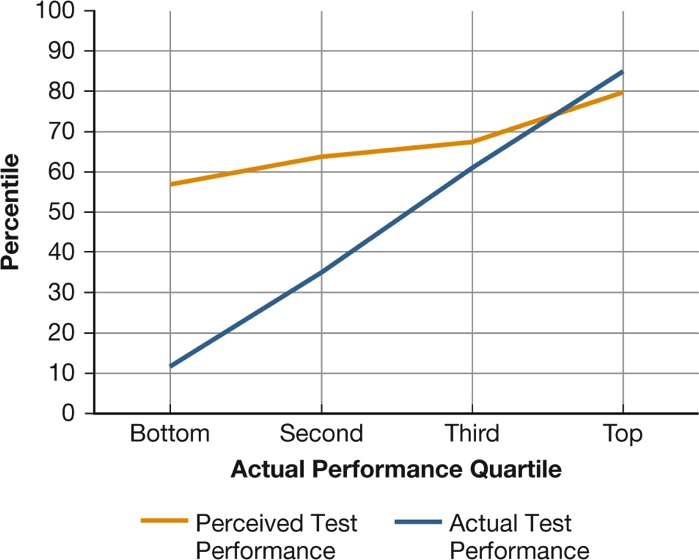 100
90
80
70
60
50
40
30
20
10
0
Percentile
Bottom Second Third Top
Actual Performance Quartile
Perceived Test Performance
Actual Test Performance